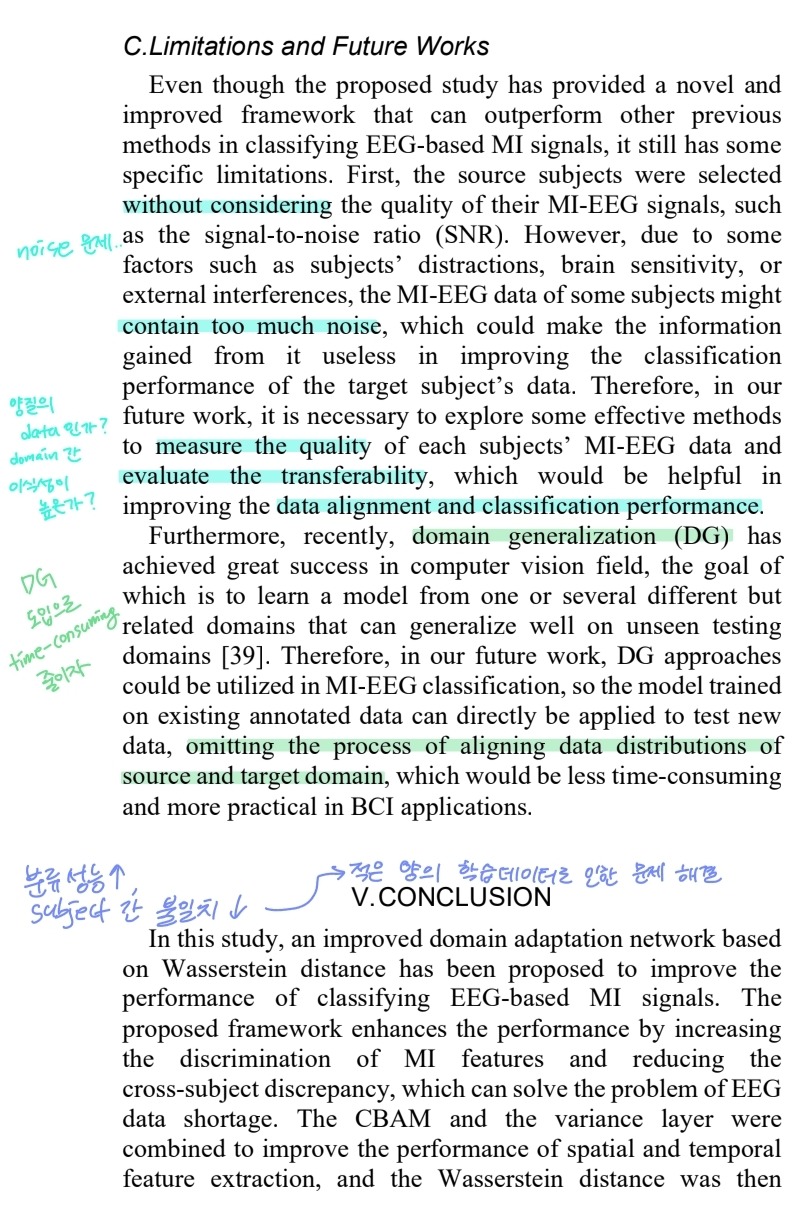 C.Limitations and Future Works
Even though the proposed study has provided a novel and
improved framework that can outperform other previous
methods in classifying EEG-based MI signals, it still has some
specific limitations. First, the source subjects were selected
without considering the quality of their MI-EEG signals, such
noise 문제..
as the signal-to-noise ratio (SNR). However, due to some
factors such as subjects’ distractions, brain sensitivity, or
external interferences, the MI-EEG data of some subjects might
contain too much noise, which could make the information
gained from it useless in improving the classification
performance of the target subject’s data. Therefore, in our
양질의
data 인가?
domain 간
이식성이
높은가?
future work, it is necessary to explore some effective methods
to measure the quality of each subjects’ MI-EEG data and
evaluate the transferability, which would be helpful in
improving the data alignment and classification performance.
Furthermore, recently, domain generalization (DG) has
achieved great success in computer vision field, the goal of
DG
도입으로
time-consuming
줄이자
which is to learn a model from one or several different but
related domains that can generalize well on unseen testing
domains [39]. Therefore, in our future work, DG approaches
could be utilized in MI-EEG classification, so the model trained
on existing annotated data can directly be applied to test new
data, omitting the process of aligning data distributions of
source and target domain, which would be less time-consuming
and more practical in BCI applications.
분류 성능↑,
subject 간 불일치↓
→ 적은 양의 학습데이터로 인한 문제 해결
V.CONCLUSION
In this study, an improved domain adaptation network based
on Wasserstein distance has been proposed to improve the
performance of classifying EEG-based MI signals. The
proposed framework enhances the performance by increasing
the discrimination of MI features and reducing the
cross-subject discrepancy, which can solve the problem of EEG
data shortage. The CBAM and the variance layer were
combined to improve the performance of spatial and temporal
feature extraction, and the Wasserstein distance was then